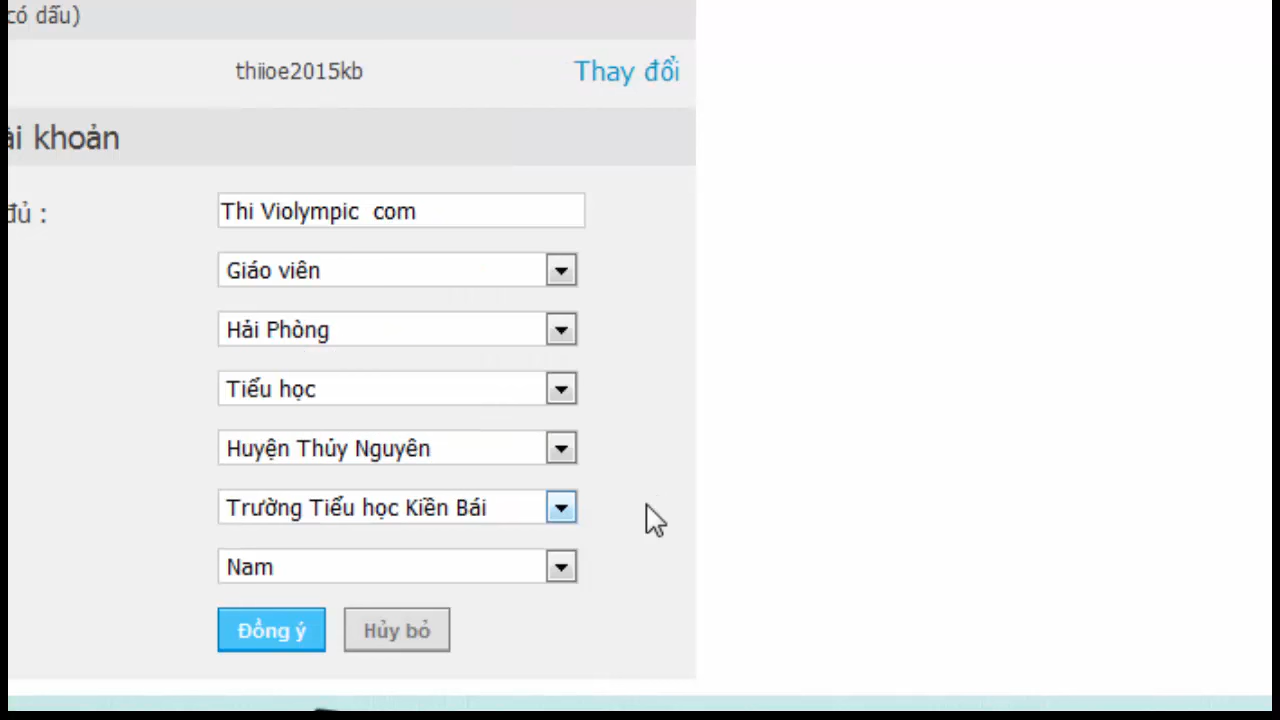 có dấu)
thiioe2015kb
Thay đổi
ài khoản
đủ :
Thi Violympic  com
Giáo viên
Hải Phòng
Tiểu học
Huyện Thủy Nguyên
Trường Tiểu học Kiền Bái
Nam
Đồng ý
Hủy bỏ